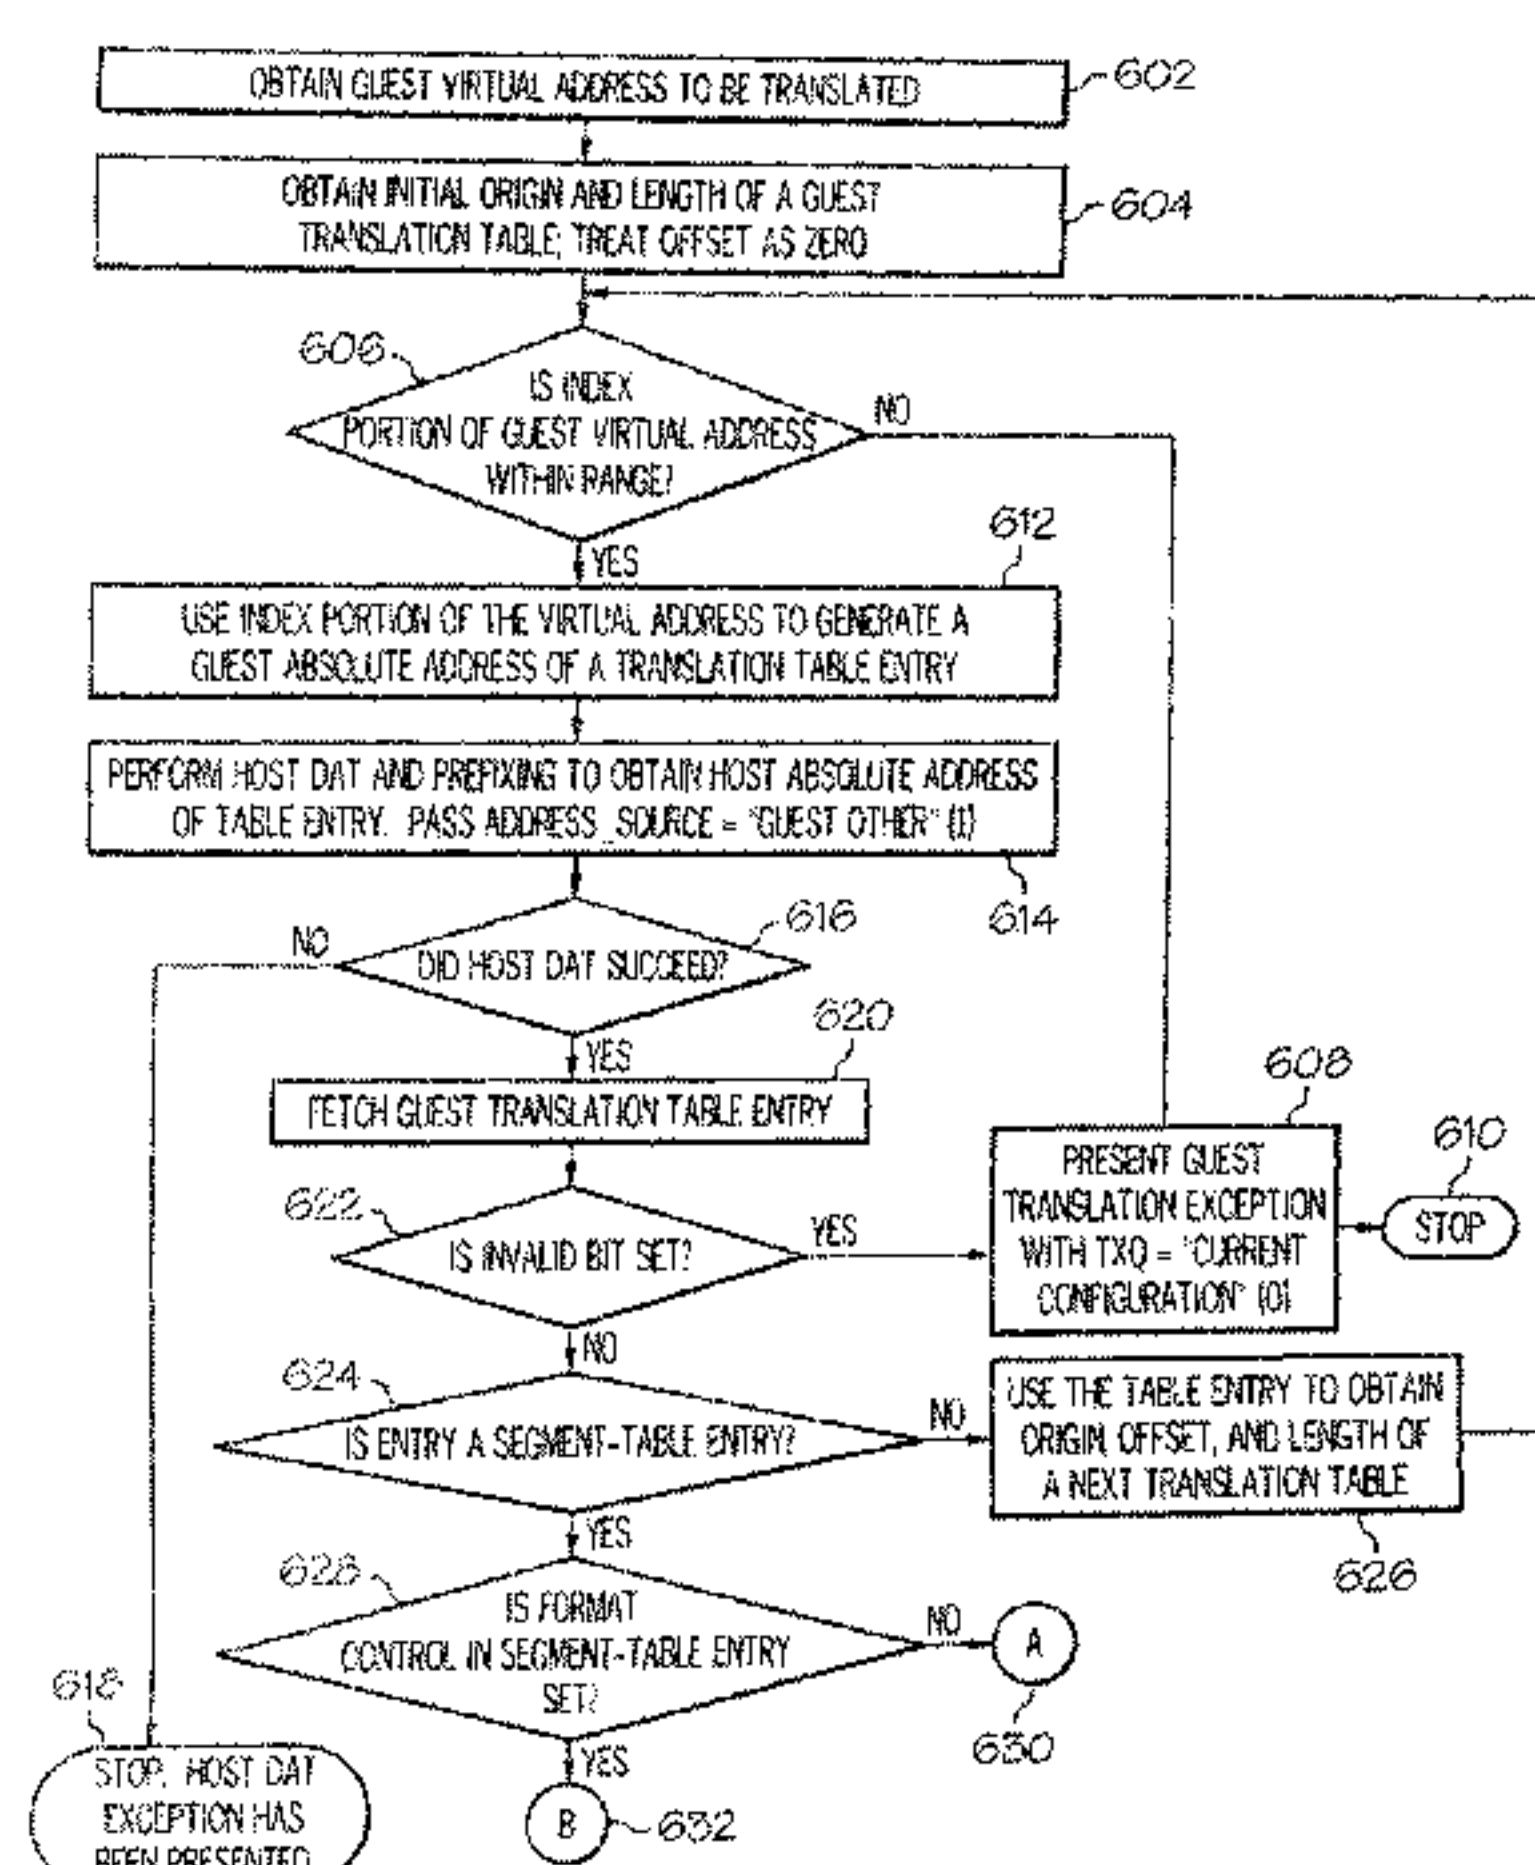 OBTAIN GUEST VIRTUAL ADDRESS TO BE TRANSLATED
602
OBTAIN INITIAL ORIGIN AND LENGTH OF A GUEST
TRANSLATION TABLE; TREAT OFFSET AS ZERO
604
606
IS INDEX
PORTION OF GUEST VIRTUAL ADDRESS
WITHIN RANGE?
NO
YES
612
USE INDEX PORTION OF THE VIRTUAL ADDRESS TO GENERATE A
GUEST ABSOLUTE ADDRESS OF A TRANSLATION TABLE ENTRY
PERFORM HOST DAT AND PREFIXING TO OBTAIN HOST ABSOLUTE ADDRESS
OF TABLE ENTRY. PASS ADDRESS_SOURCE = "GUEST OTHER" (1)
614
616
NO
DID HOST DAT SUCCEED?
YES
620
FETCH GUEST TRANSLATION TABLE ENTRY
608
PRESENT GUEST
TRANSLATION EXCEPTION
WITH TXQ = "CURRENT
CONFIGURATION" (0)
610
STOP
622
IS INVALID BIT SET?
YES
NO
624
IS ENTRY A SEGMENT-TABLE ENTRY?
NO
USE THE TABLE ENTRY TO OBTAIN
ORIGIN, OFFSET, AND LENGTH OF
A NEXT TRANSLATION TABLE
626
YES
628
IS FORMAT
CONTROL IN SEGMENT-TABLE ENTRY
SET?
NO
A
630
YES
B
632
618
STOP. HOST DAT
EXCEPTION HAS
BEEN PRESENTED